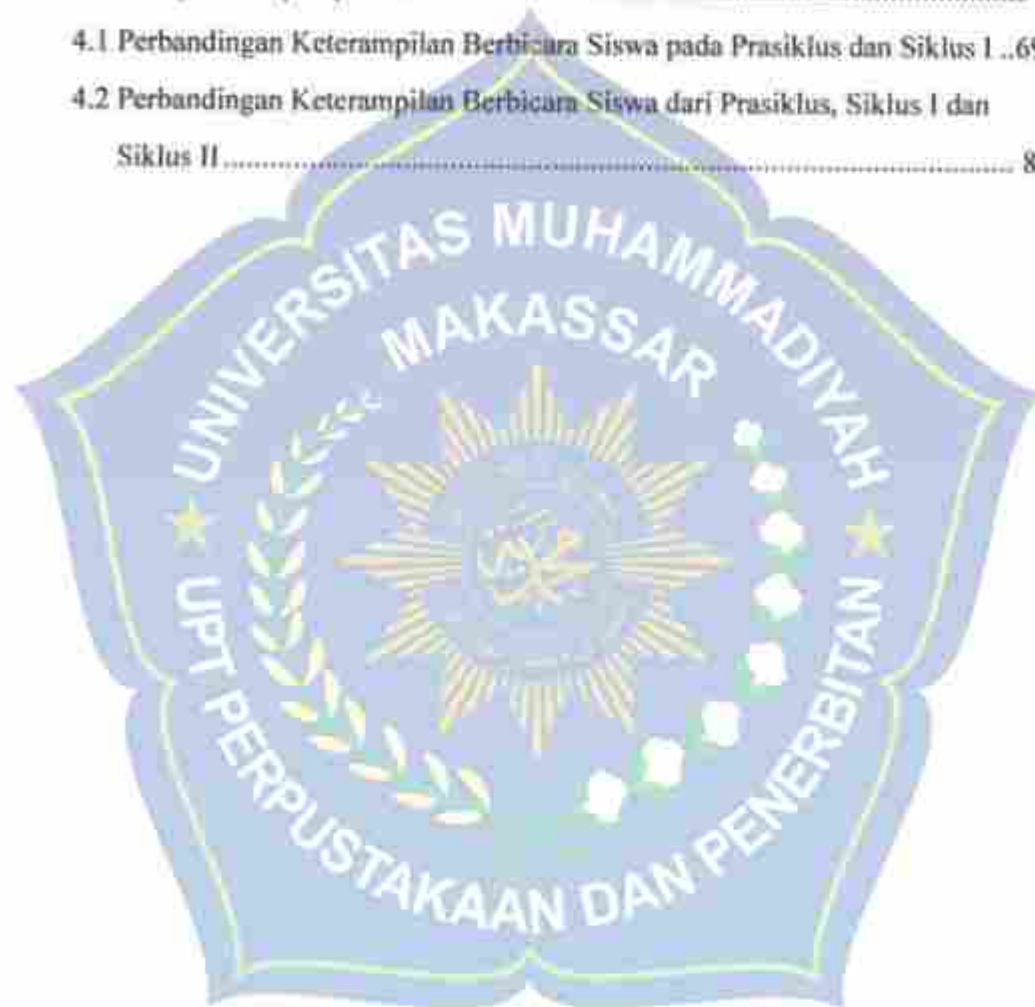 4.1 Perbandingan Keterampilan Berbicara Siswa pada Prasiklus dan Siklus I ..
4.2 Perbandingan Keterampilan Berbicara Siswa dari Prasiklus, Siklus I dan
Siklus II ........ 8
UNIVERSITAS MUHAMMADIYAH
MAKASSAR
UPT PERPUSTAKAAN DAN PENERBITAN